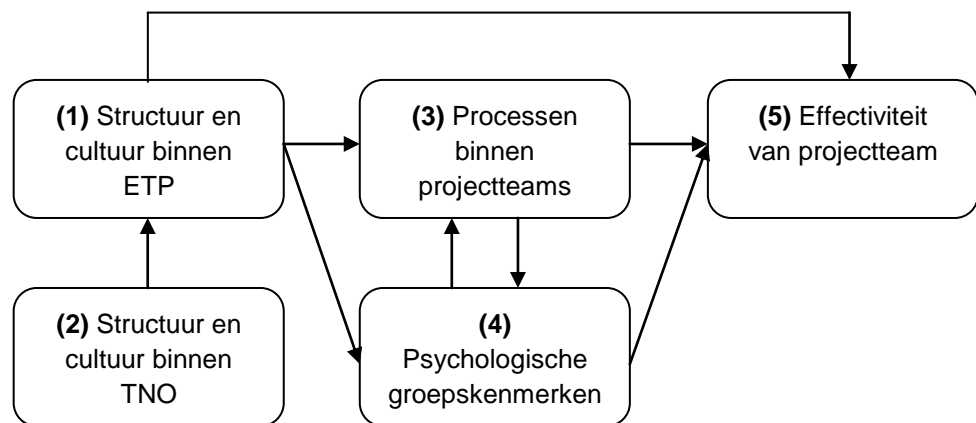 (1) Structuur en
cultuur binnen
ETP
(3) Processen
binnen
projectteams
(5) Effectiviteit
van projectteam
(2) Structuur en
cultuur binnen
TNO
(4)
Psychologische
groepskenmerken